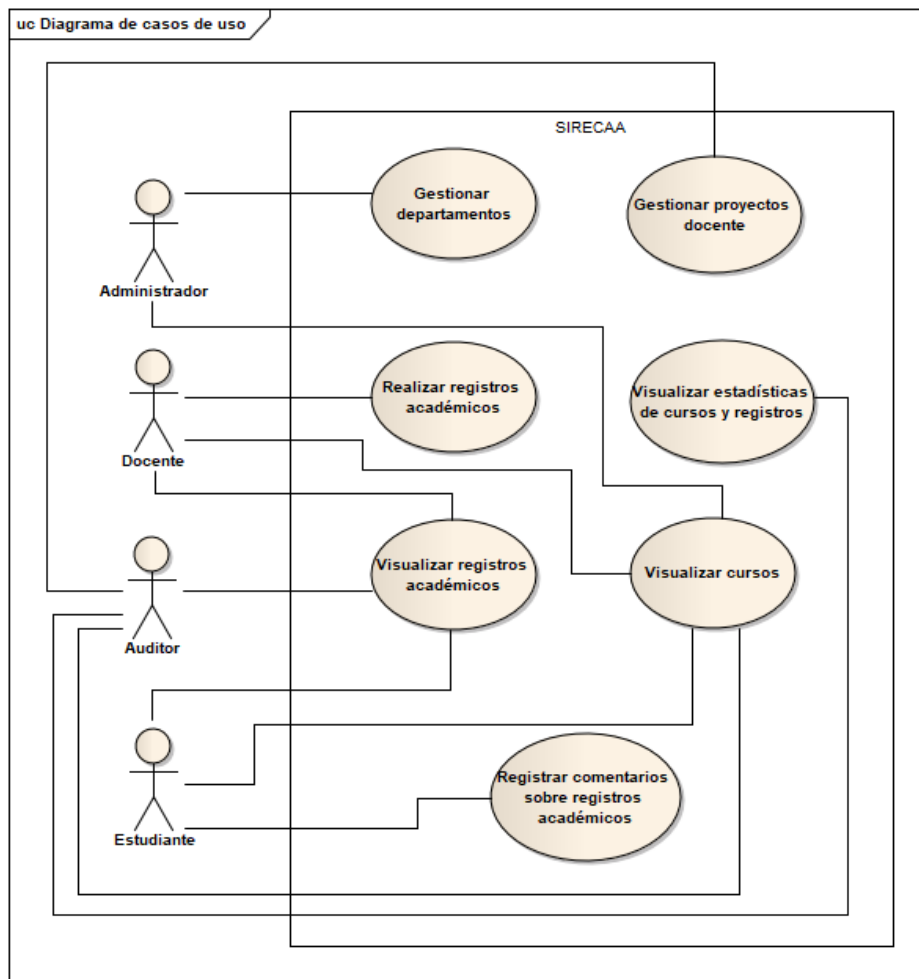 uc Diagrama de casos de uso
SIRECAA
Gestionar
departamentos
Gestionar proyectos
docente
Administrador
Realizar registros
académicos
Visualizar estadísticas
de cursos y registros
Docente
Visualizar registros
académicos
Visualizar cursos
Auditor
Registrar comentarios
sobre registros
académicos
Estudiante